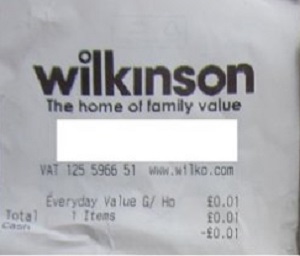 wilkinson
The home of family value
VAT 125 5966 51 www.wilko.com
Everyday Value G/ Ho £0.01
Total 1 Items £0.01
Cash -£0.01